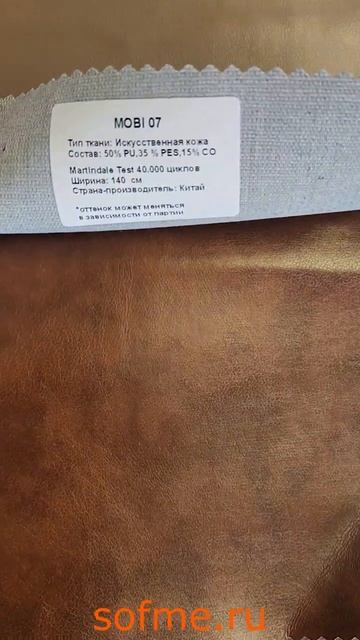 MOBI 07
Тип ткани: Искусственная кожа
Состав: 50% PU,35 % PES,15% CO
Martindale Test 40,000 циклов
Ширина: 140 см
Страна-производитель: Китай
*оттенок может меняться
в зависимости от партии
sofme.ru